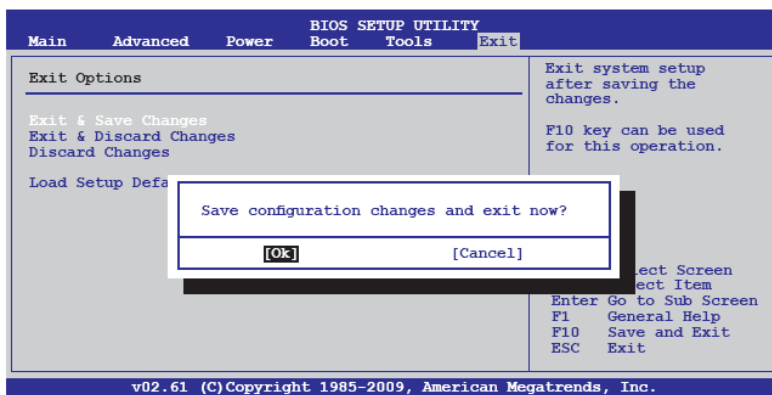 BIOS SETUP UTILITY
Main Advanced Power Boot Tools Exit
Exit Options
Exit & Save Changes
Exit & Discard Changes
Discard Changes
Load Setup
Save configuration changes and exit now?
[Ok] [Cancel]
Exit system setup
after saving the
changes.
F10 key can be used
for this operation.
Screen
Item
Enter Go to Sub Screen
F1 General Help
F10 Save and Exit
ESC Exit
v02.61 (C)Copyright 1985-2009, American Megatrends, Inc.